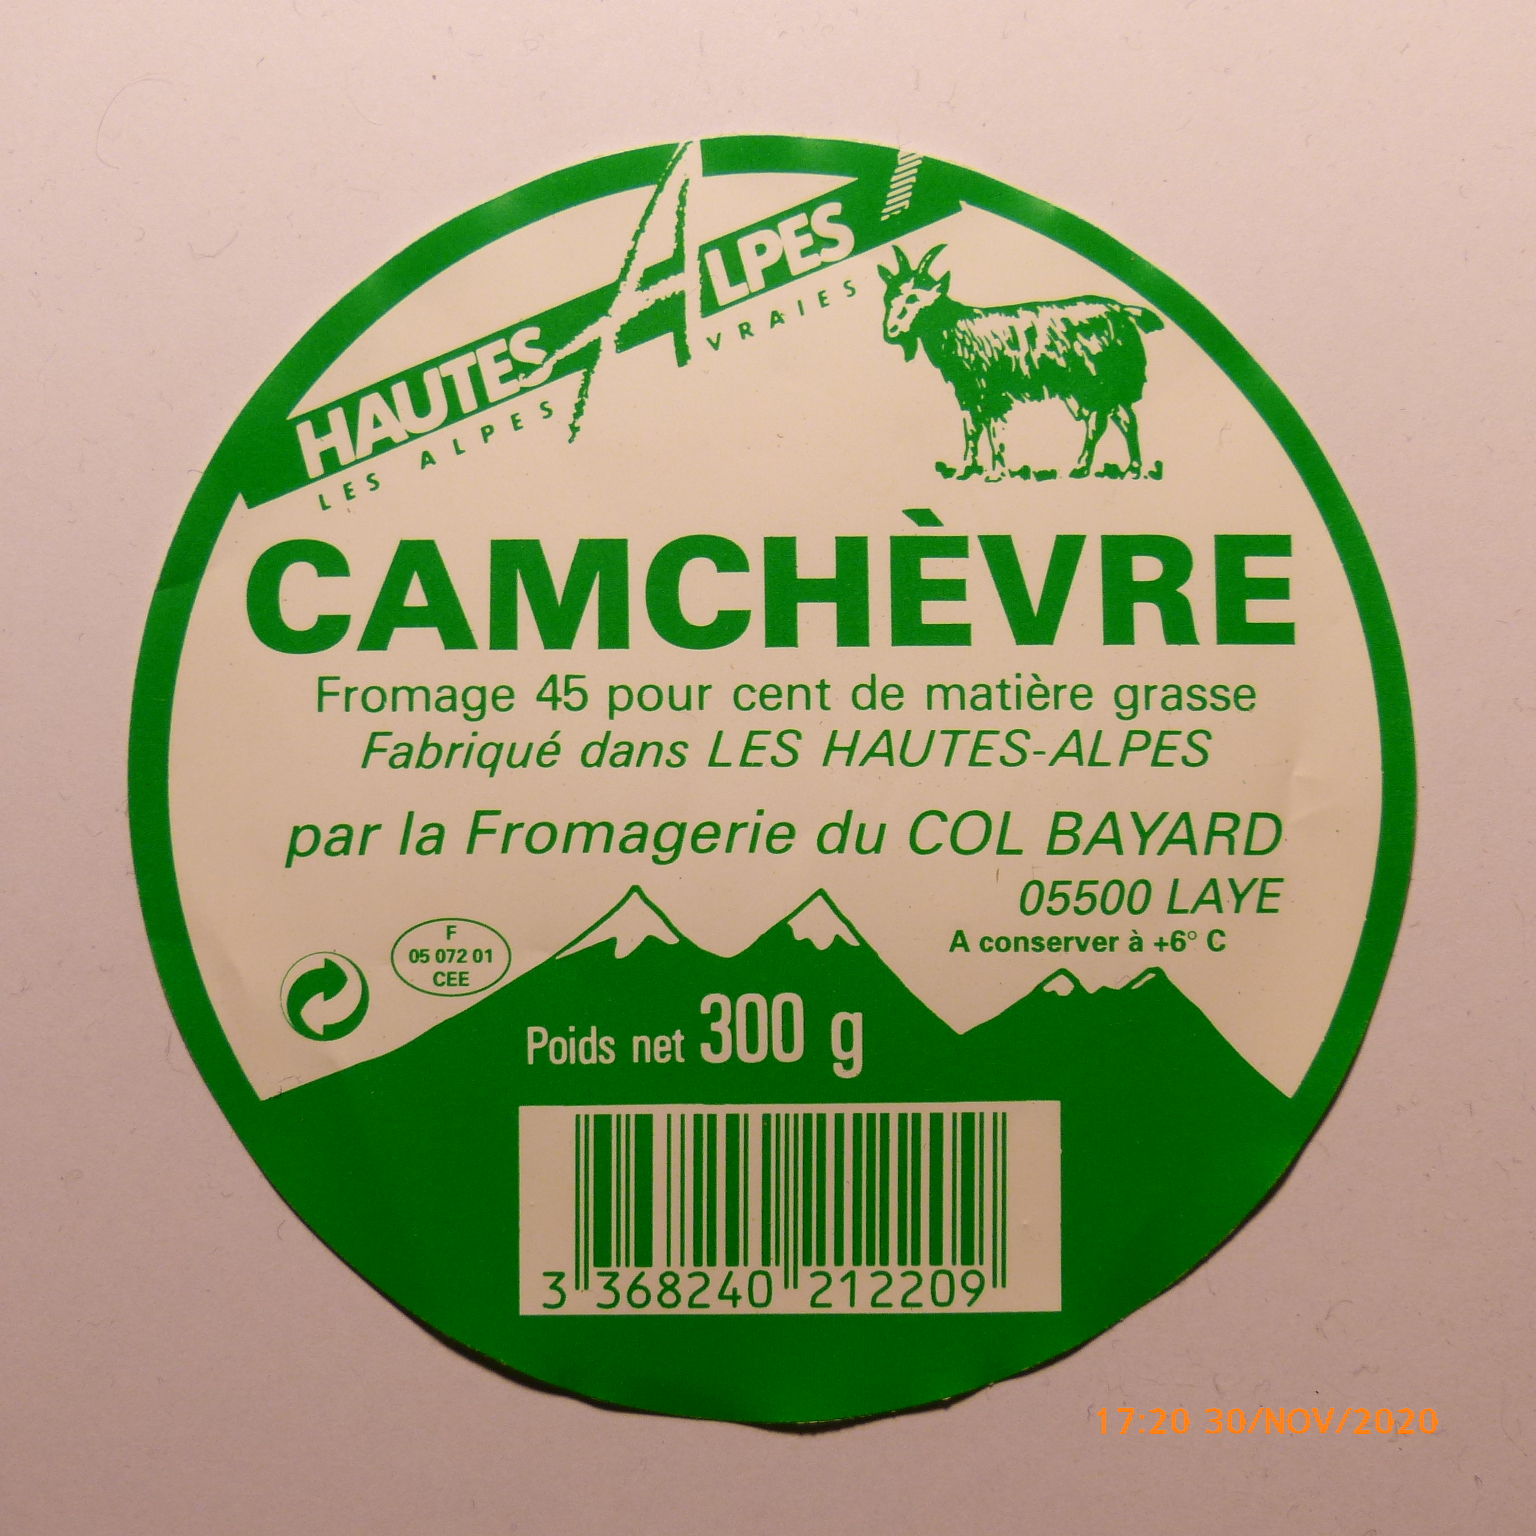 HAUTES ALPES
LES ALPES VRAIES
CAMCHÈVRE
Fromage 45 pour cent de matière grasse
Fabriqué dans LES HAUTES-ALPES
par la Fromagerie du COL BAYARD
05500 LAYE
A conserver à +6° C
F
05 072 01
CEE
Poids net 300 g
3 368240 212209
17:20 30/NOV/2020